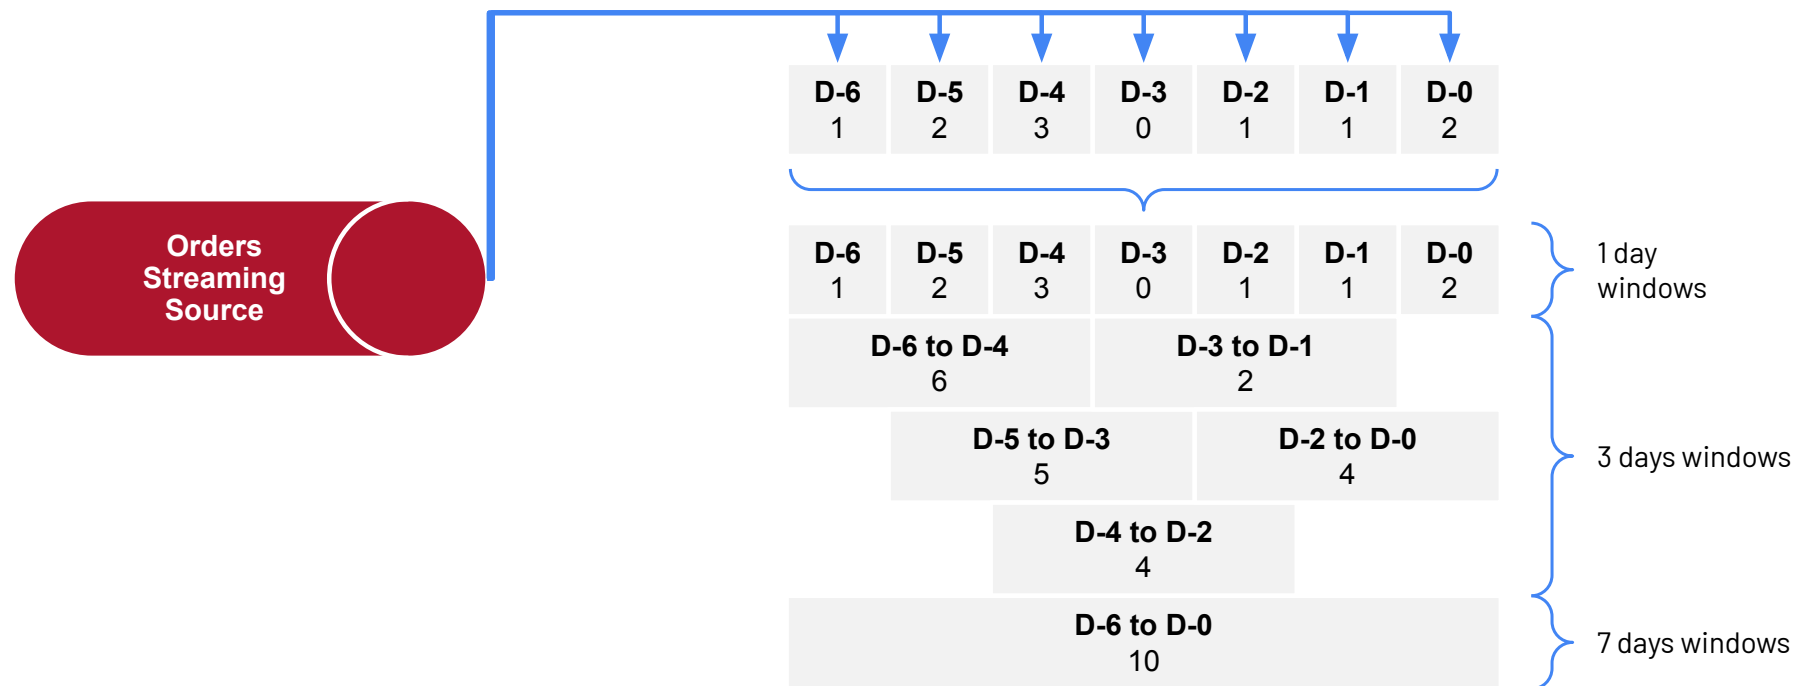 D-6 D-5 D-4 D-3 D-2 D-1 D-0
1 2 3 0 1 1 2
Orders
Streaming
Source
D-6 D-5 D-4 D-3 D-2 D-1 D-0
1 2 3 0 1 1 2
1 day
windows
D-6 to D-4 D-3 to D-1
6 2
D-5 to D-3 D-2 to D-0
5 4
3 days windows
D-4 to D-2
4
D-6 to D-0
10
7 days windows